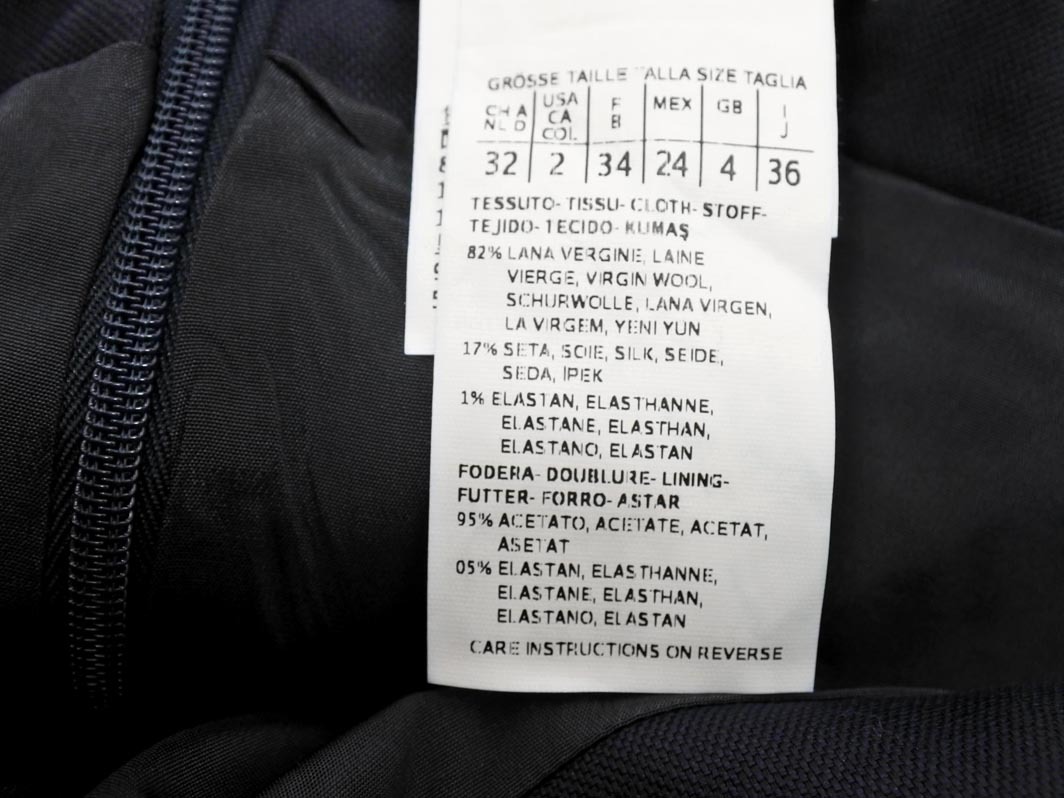 GRÖSSE TAILLE TALLA SIZE TAGLIA
CH A NL D USA CA COL F B MEX GB I J
32 2 34 24 4 36
TESSUTO- TISSU- CLOTH- STOFF-
TEJIDO- TECIDO- KUMAŞ
82% LANA VERGINE, LAINE
VIERGE, VIRGIN WOOL,
SCHURWOLLE, LANA VIRGEN,
LA VIRGEM, YENI YUN
17% SETA, SOIE, SILK, SEIDE,
SEDA, İPEK
1% ELASTAN, ELASTHANNE,
ELASTANE, ELASTHAN,
ELASTANO, ELASTAN
FODERA- DOUBLURE- LINING-
FUTTER- FORRO- ASTAR
95% ACETATO, ACETATE, ACETAT,
ASETAT
05% ELASTAN, ELASTHANNE,
ELASTANE, ELASTHAN,
ELASTANO, ELASTAN
CARE INSTRUCTIONS ON REVERSE